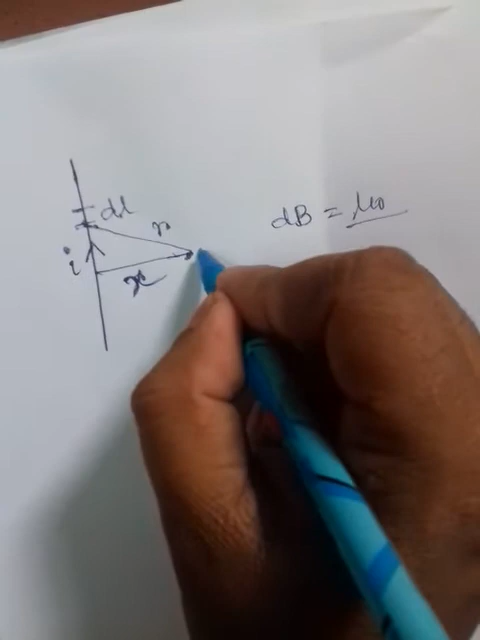 dl
r
dB = μ0
i
x